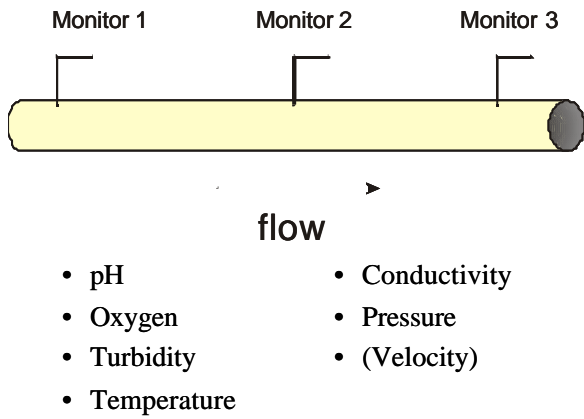 Monitor 1 Monitor 2 Monitor 3
flow
• pH
• Oxygen
• Turbidity
• Temperature
• Conductivity
• Pressure
• (Velocity)